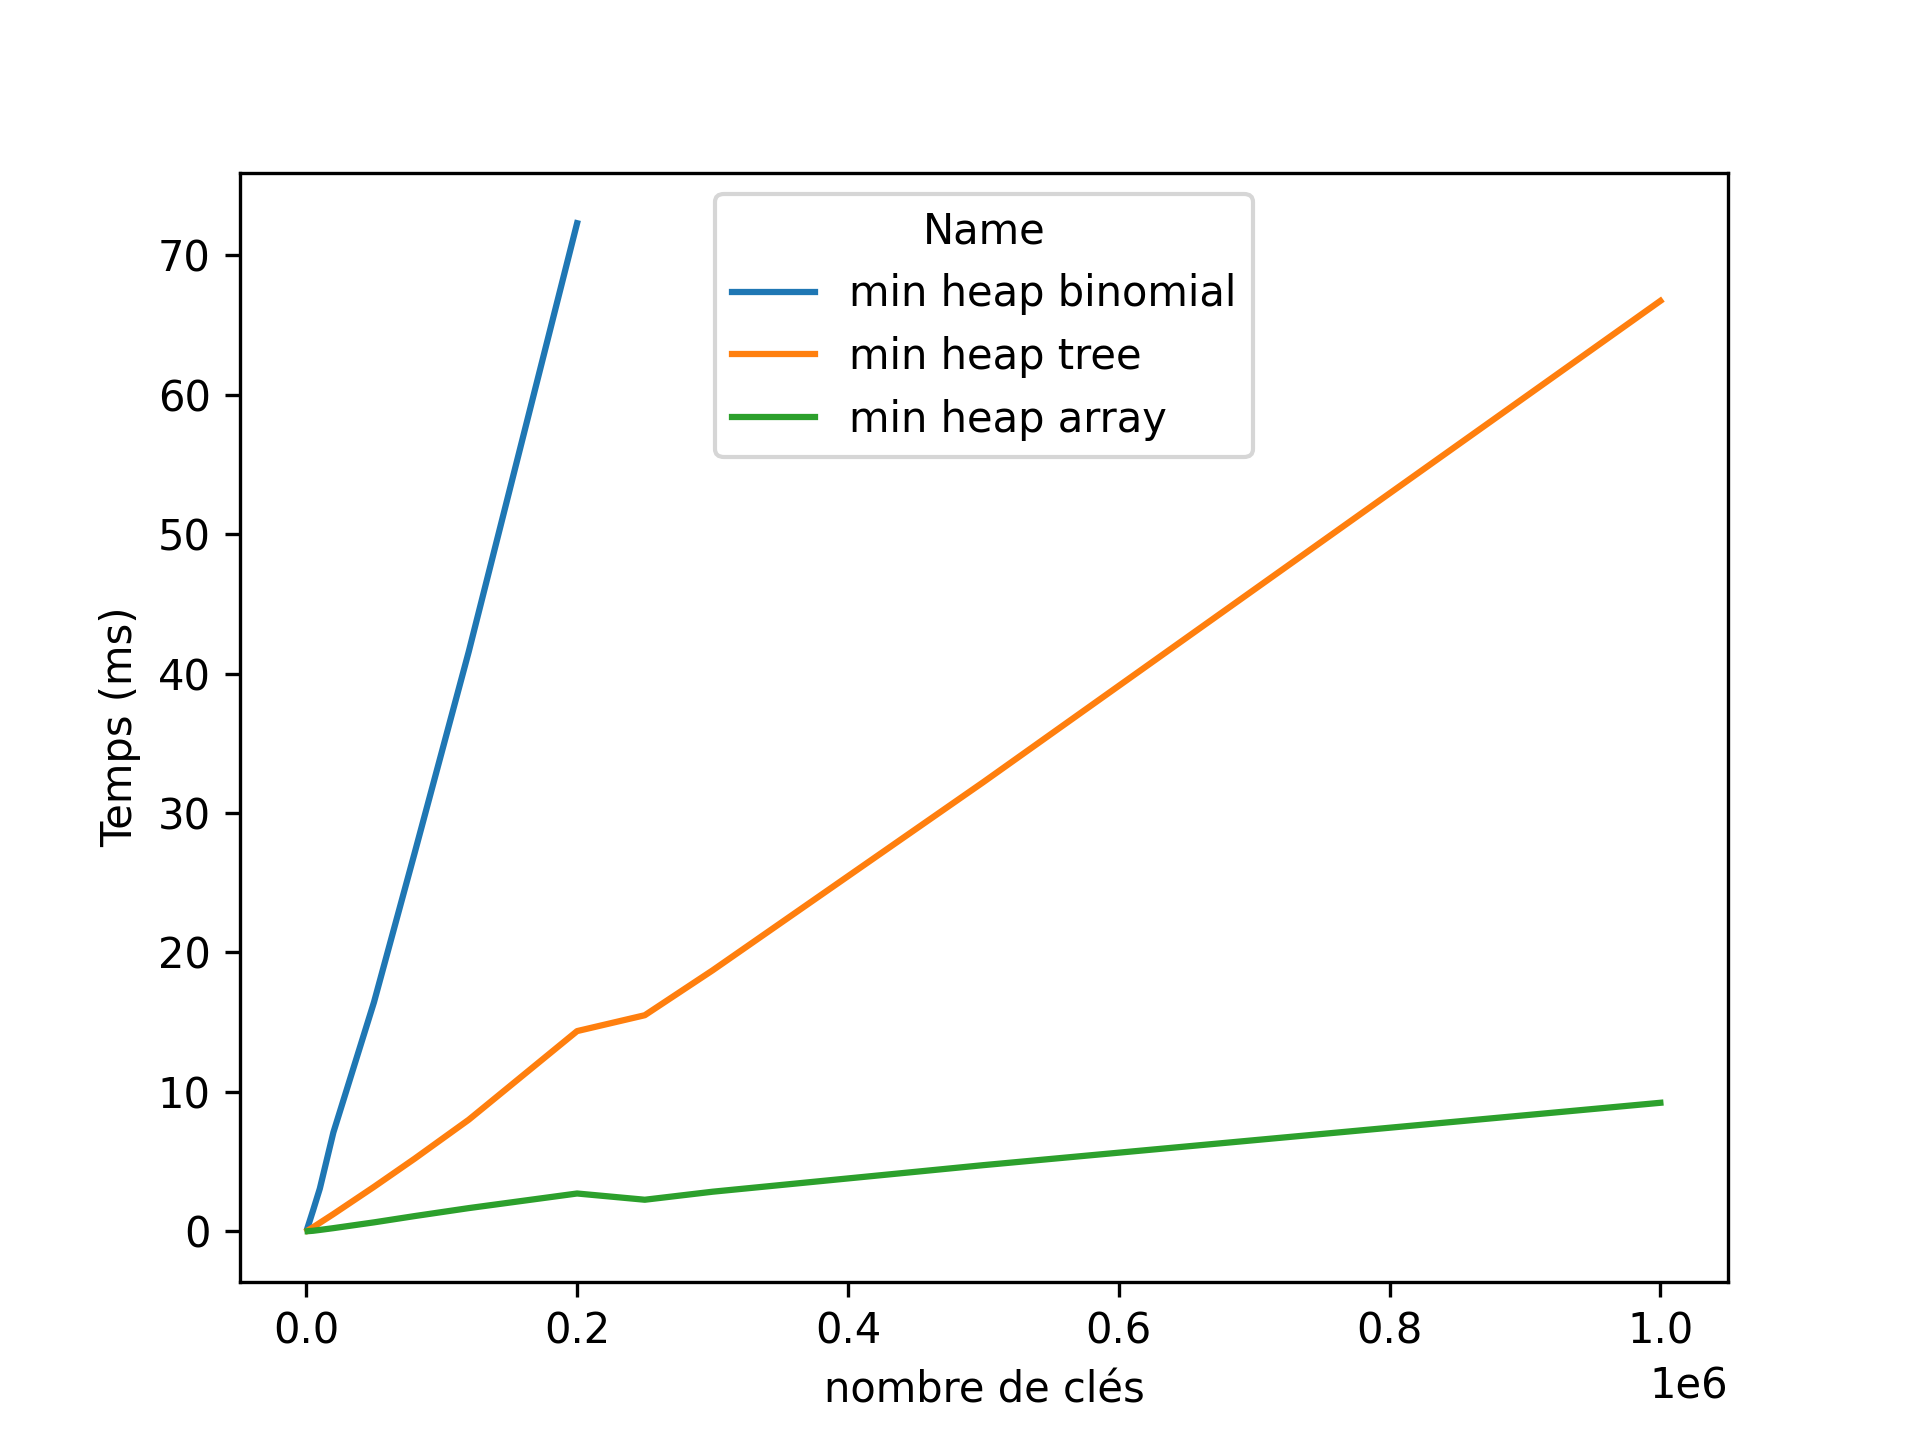 Name
min heap binomial
min heap tree
min heap array
70
60
50
40
30
20
10
0
Temps (ms)
0.0 0.2 0.4 0.6 0.8 1.0
1e6
nombre de clés